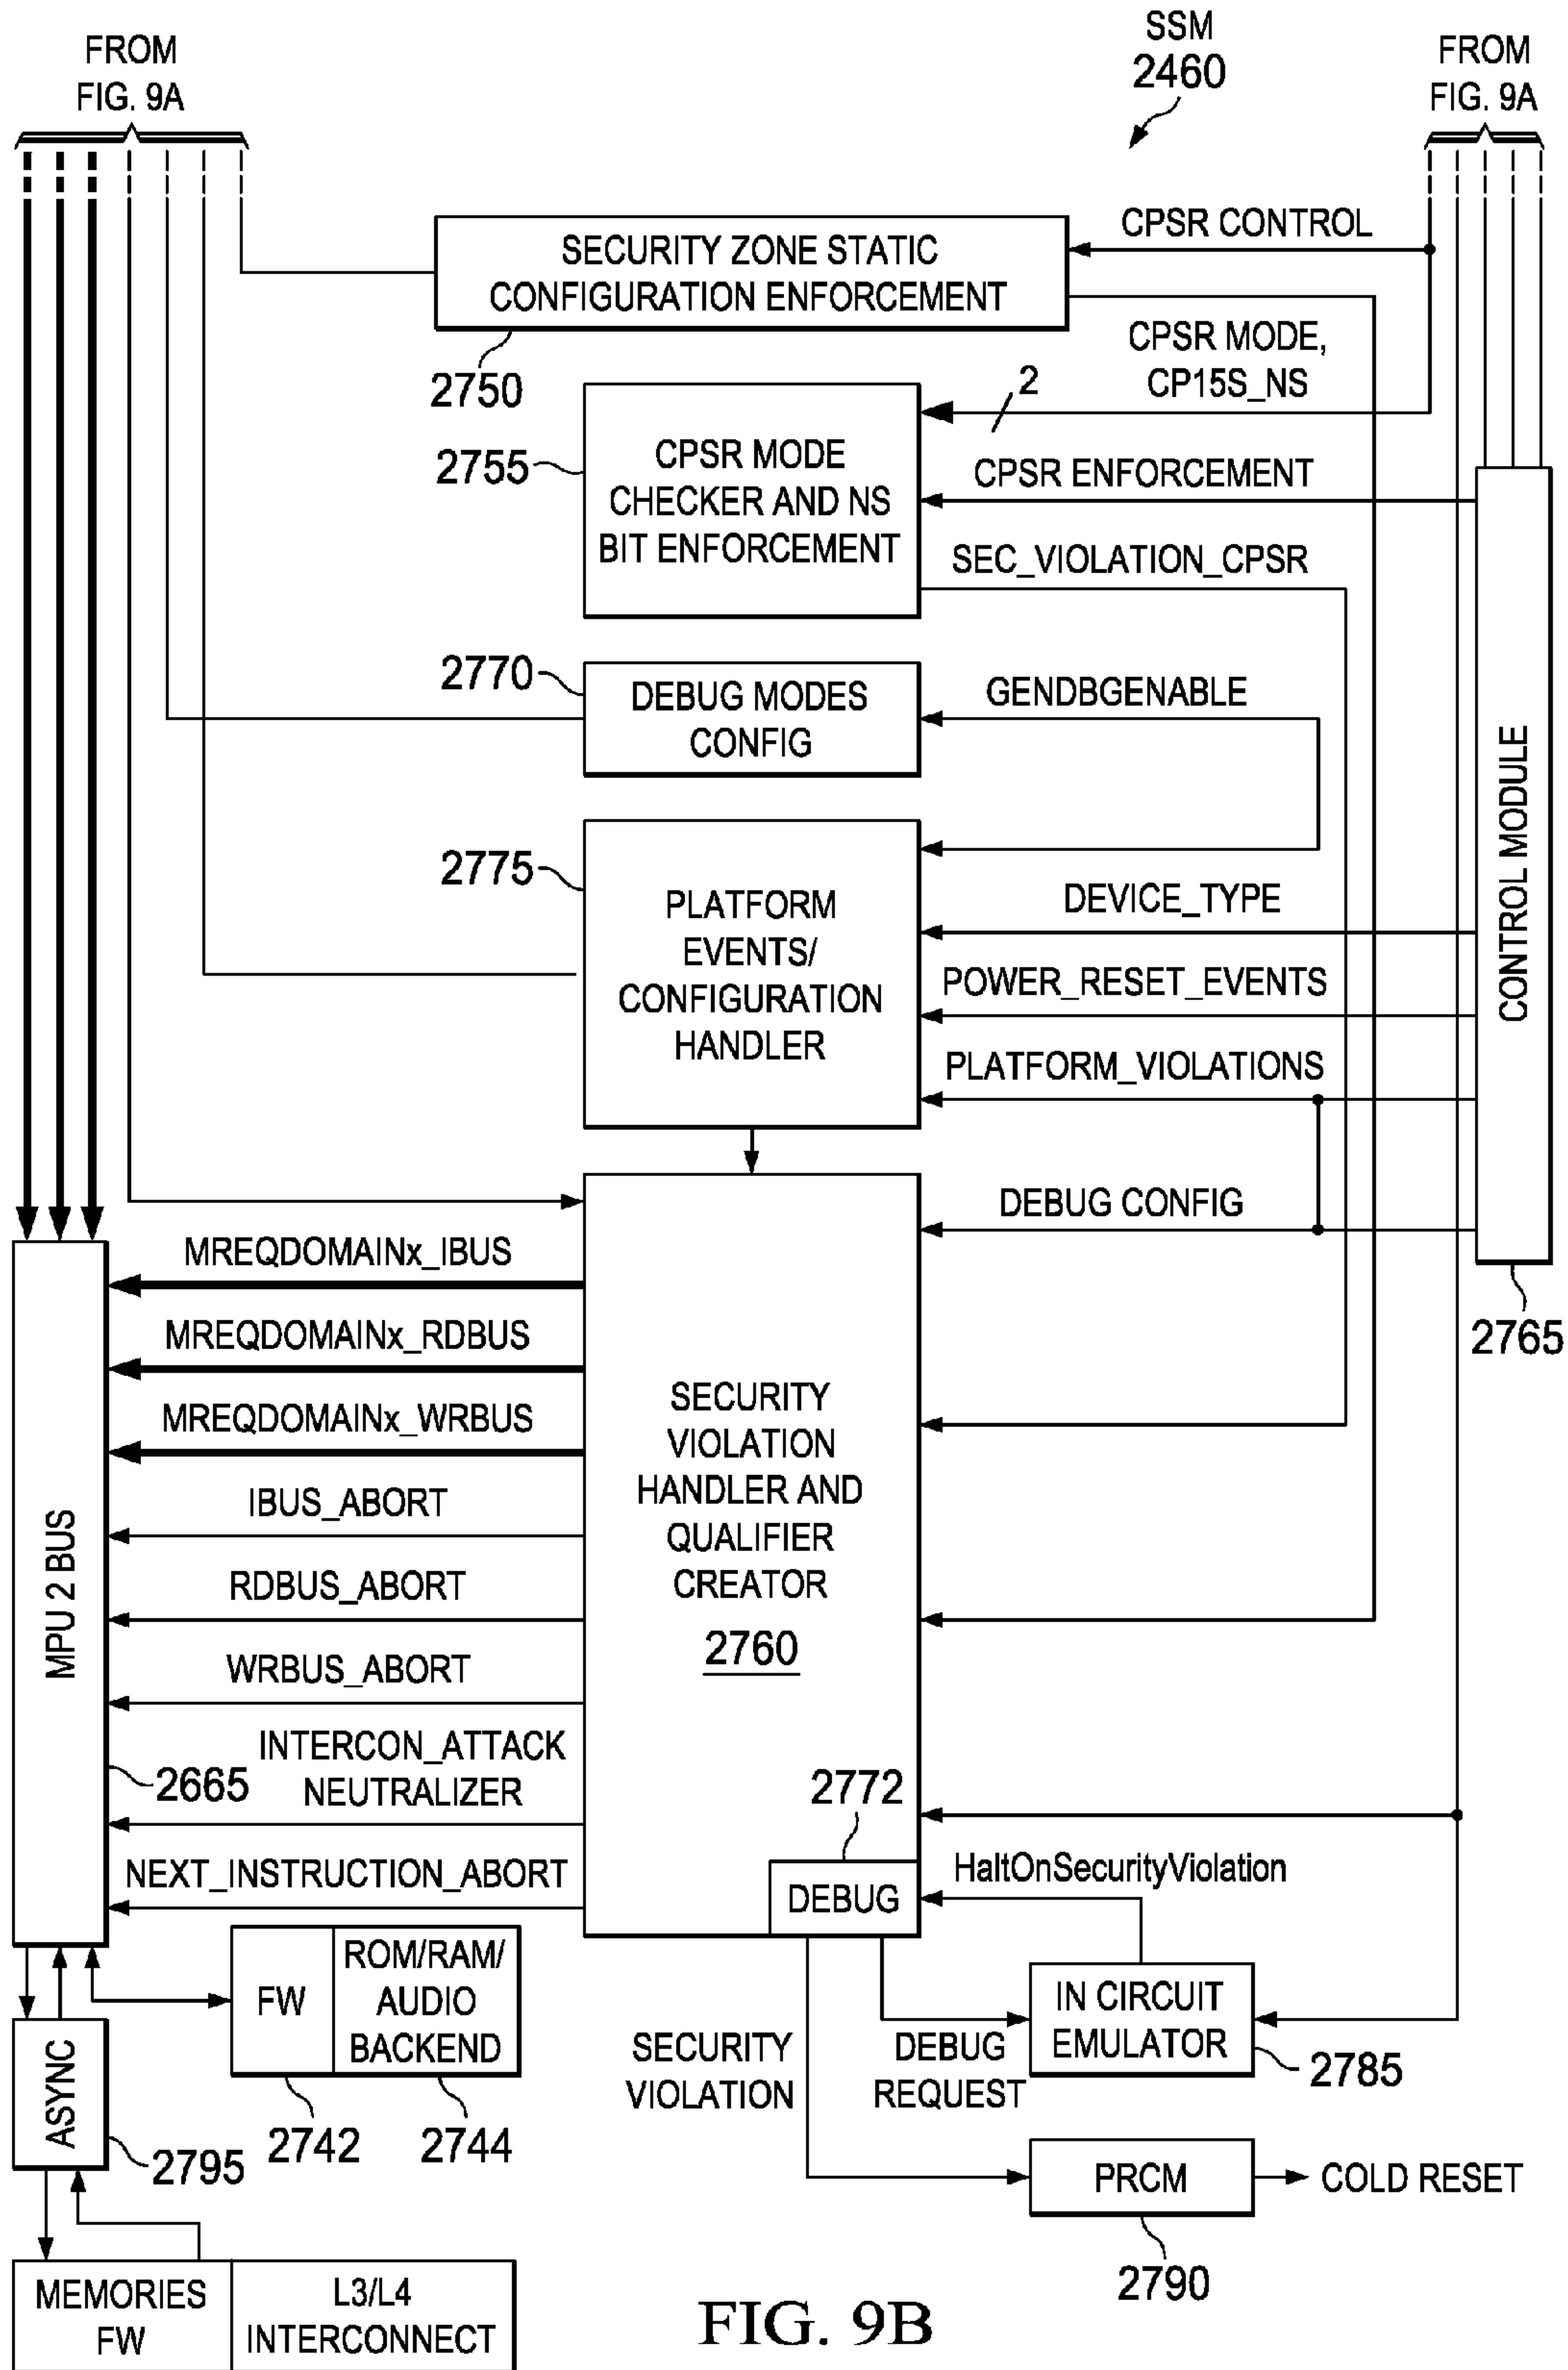 FROM
FIG. 9A
SSM
2460
FROM
FIG. 9A
CPSR CONTROL
SECURITY ZONE STATIC
CONFIGURATION ENFORCEMENT
2750
CPSR MODE,
CP15S_NS
2
2755
CPSR MODE
CHECKER AND NS
BIT ENFORCEMENT
CPSR ENFORCEMENT
SEC_VIOLATION_CPSR
2770
DEBUG MODES
CONFIG
GENDBGENABLE
CONTROL MODULE
2765
2775
PLATFORM
EVENTS/
CONFIGURATION
HANDLER
DEVICE_TYPE
POWER_RESET_EVENTS
PLATFORM_VIOLATIONS
DEBUG CONFIG
MREQDOMAINx_IBUS
MREQDOMAINx_RDBUS
MREQDOMAINx_WRBUS
IBUS_ABORT
RDBUS_ABORT
WRBUS_ABORT
INTERCON_ATTACK
NEUTRALIZER
NEXT_INSTRUCTION_ABORT
MPU 2 BUS
2665
SECURITY
VIOLATION
HANDLER AND
QUALIFIER
CREATOR
2760
2772
DEBUG
HaltOnSecurityViolation
FW
ROM/RAM/
AUDIO
BACKEND
2742
2744
IN CIRCUIT
EMULATOR
2785
SECURITY
VIOLATION
DEBUG
REQUEST
ASYNC
2795
PRCM
COLD RESET
2790
MEMORIES
FW
L3/L4
INTERCONNECT
FIG. 9B